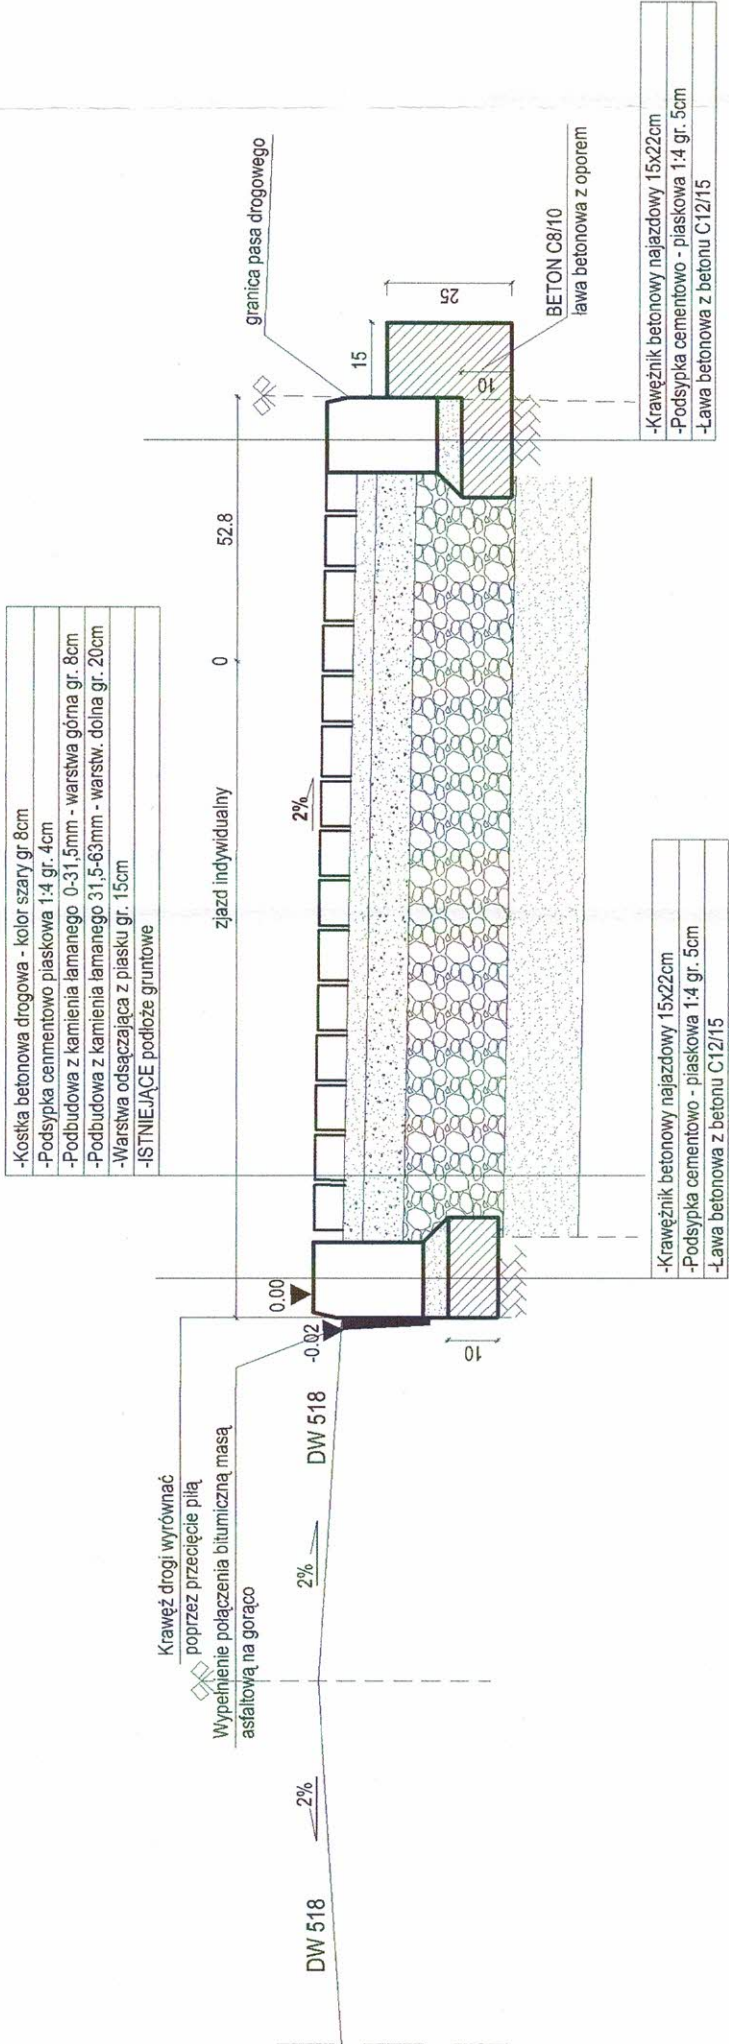 -Kostka betonowa drogowa - kolor szary gr 8cm
-Podsypka cenmentowo piaskowa 1:4 gr. 4cm
-Podbudowa z kamienia łamanego 0-31,5mm - warstwa górna gr. 8cm
-Podbudowa z kamienia łamanego 31,5-63mm - warstw. dolna gr. 20cm
-Warstwa odsączająca z piasku gr. 15cm
-ISTNIEJĄCE podłoże gruntowe
Krawęż drogi wyrównać
poprzez przecięcie piłą
Wypełnienie połączenia bitumiczną masą
asfaltową na gorąco
zjazd indywidualny
0
52.8
granica pasa drogowego
DW 518
2%
2%
DW 518
-0.02
0.00
2%
15
25
10
10
BETON C8/10
ława betonowa z oporem
-Krawężnik betonowy najazdowy 15x22cm
-Podsypka cementowo - piaskowa 1:4 gr. 5cm
-Ława betonowa z betonu C12/15
-Krawężnik betonowy najazdowy 15x22cm
-Podsypka cementowo - piaskowa 1:4 gr. 5cm
-Ława betonowa z betonu C12/15